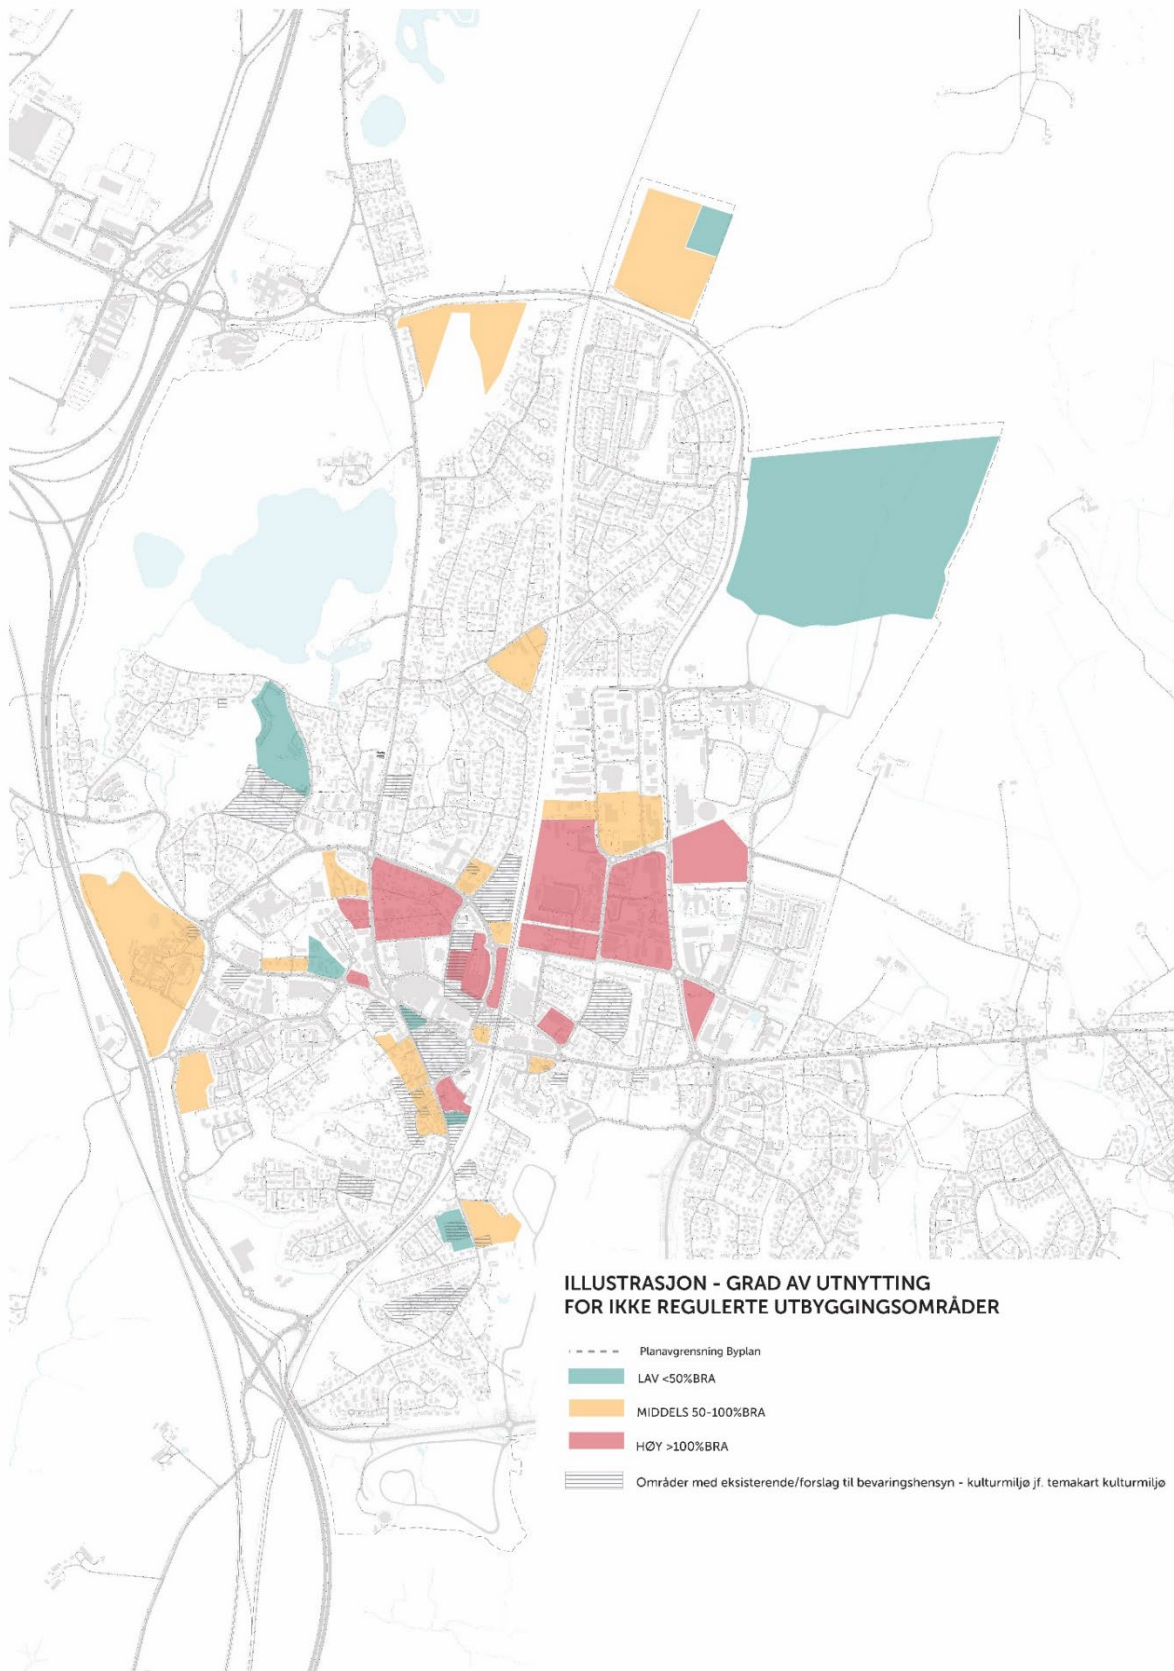 ILLUSTRASJON - GRAD AV UTNYTTING
FOR IKKE REGULERTE UTBYGGINGSOMRÅDER
Planavgrensning Byplan
LAV <50%BRA
MIDDELS 50-100%BRA
HØY >100%BRA
Områder med eksisterende/forslag til bevaringshensyn - kulturmiljø jf. temakart kulturmiljø